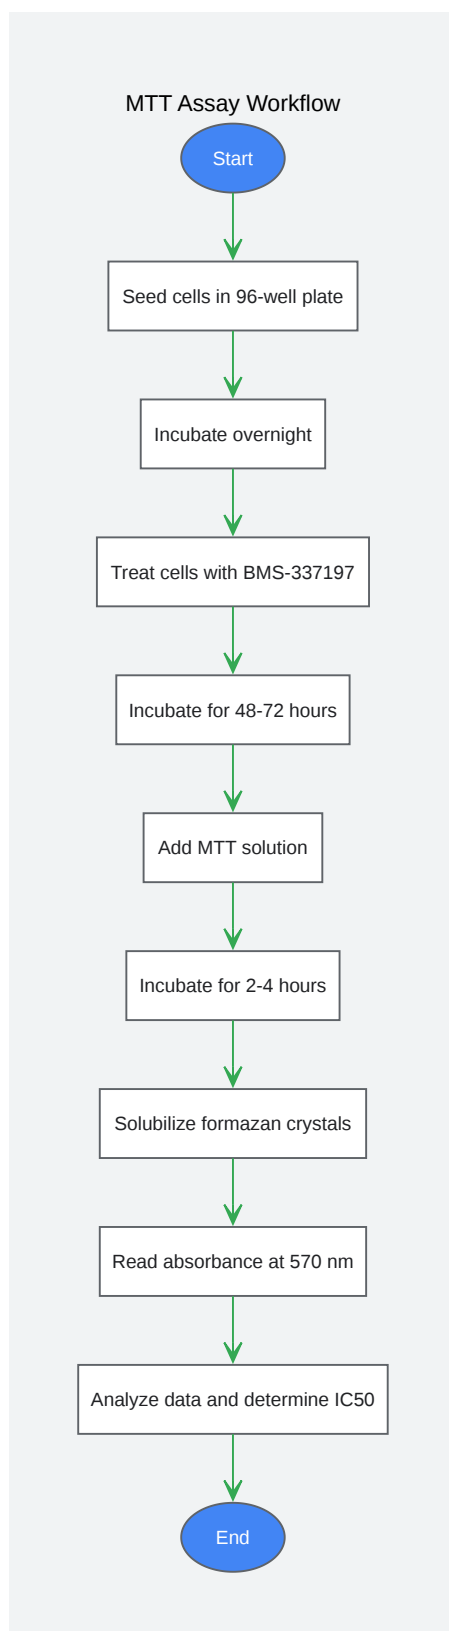 MTT Assay Workflow
Start
Seed cells in 96-well plate
Incubate overnight
Treat cells with BMS-337197
Incubate for 48-72 hours
Add MTT solution
Incubate for 2-4 hours
Solubilize formazan crystals
Read absorbance at 570 nm
Analyze data and determine IC50
End